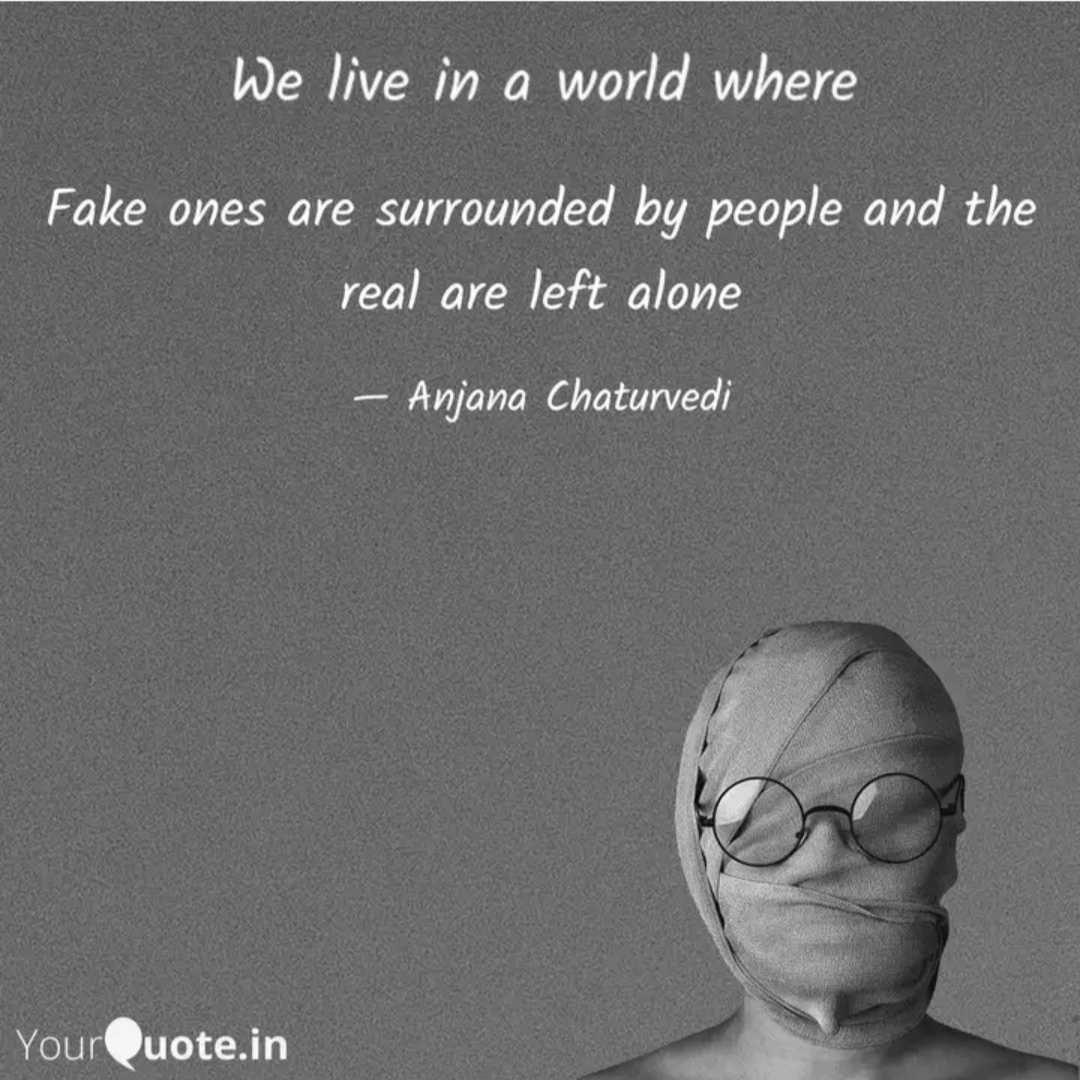 We live in a world where
Fake ones are surrounded by people and the
real are left alone
— Anjana Chaturvedi
YourQuote.in